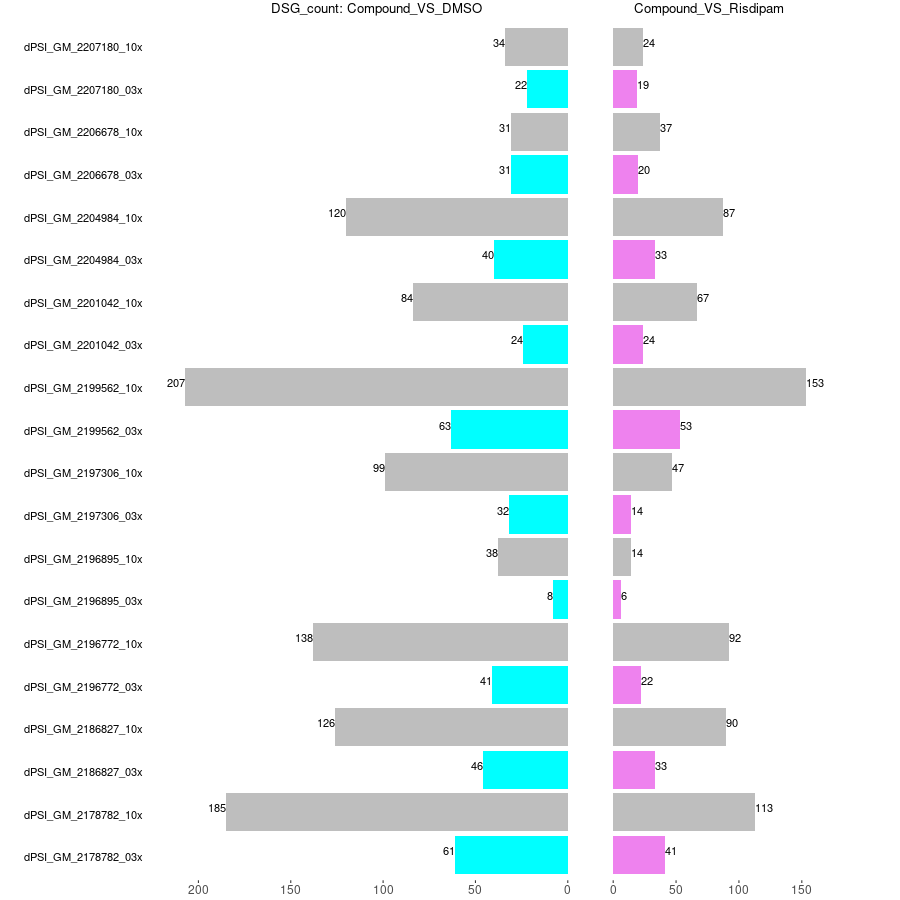 DSG_count: Compound_VS_DMSO Compound_VS_Risdipam
dPSI_GM_2207180_10x 34 24
dPSI_GM_2207180_03x 22 19
dPSI_GM_2206678_10x 31 37
dPSI_GM_2206678_03x 31 20
dPSI_GM_2204984_10x 120 87
dPSI_GM_2204984_03x 40 33
dPSI_GM_2201042_10x 84 67
dPSI_GM_2201042_03x 24 24
dPSI_GM_2199562_10x 207 153
dPSI_GM_2199562_03x 63 53
dPSI_GM_2197306_10x 99 47
dPSI_GM_2197306_03x 32 14
dPSI_GM_2196895_10x 38 14
dPSI_GM_2196895_03x 8 6
dPSI_GM_2196772_10x 138 92
dPSI_GM_2196772_03x 41 22
dPSI_GM_2186827_10x 126 90
dPSI_GM_2186827_03x 46 33
dPSI_GM_2178782_10x 185 113
dPSI_GM_2178782_03x 61 41
200 150 100 50 0 0 50 100 150